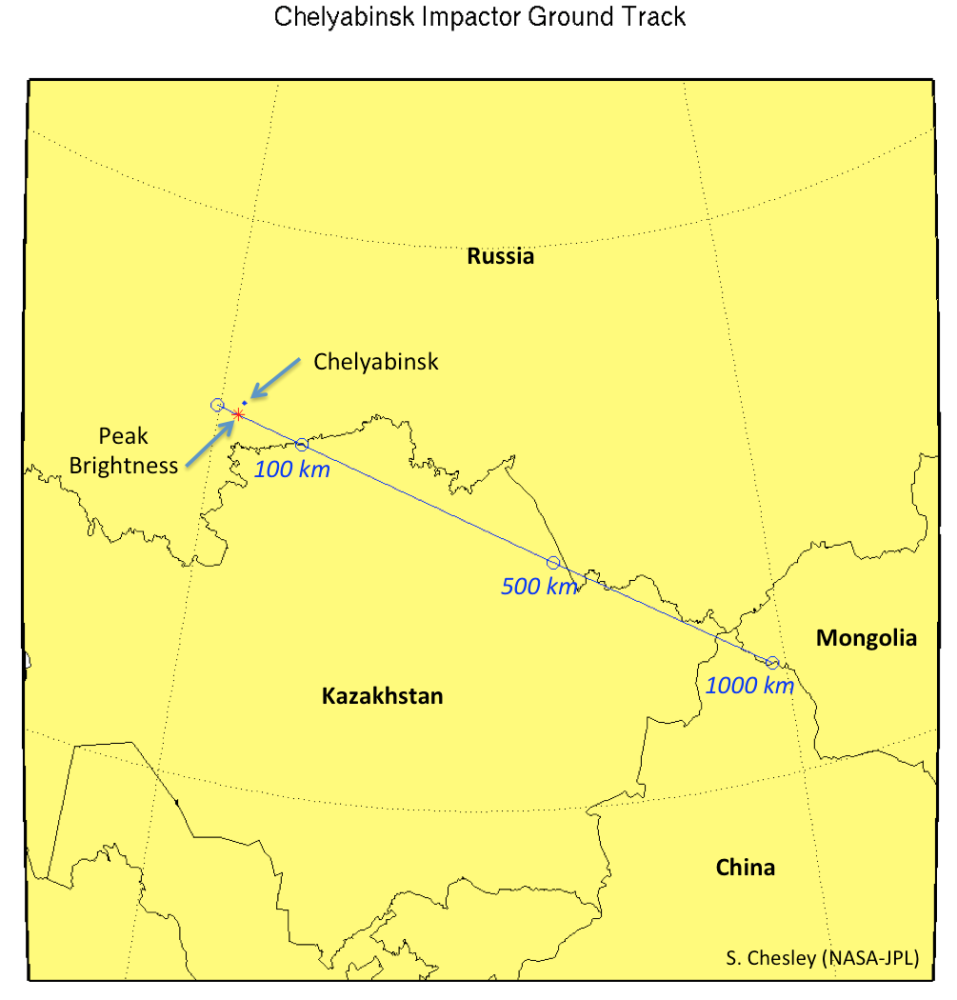 Chelyabinsk Impactor Ground Track
Russia
Chelyabinsk
Peak
Brightness
100 km
500 km
Mongolia
1000 km
Kazakhstan
China
S. Chesley (NASA-JPL)